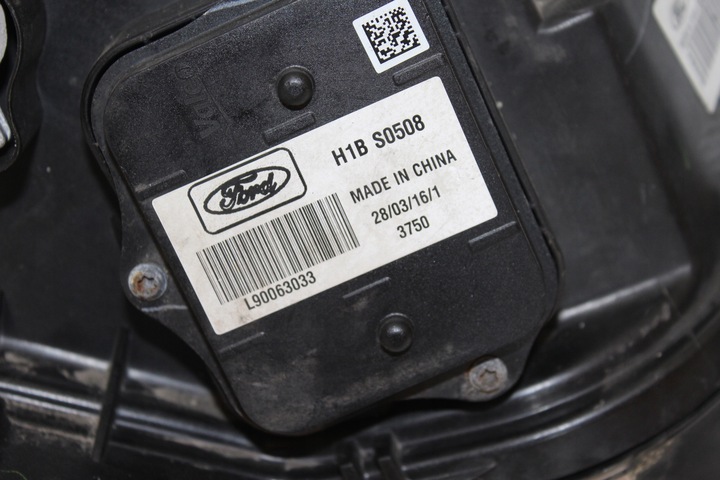 H1B S0508
Ford
MADE IN CHINA
28/03/16/1
3750
L90063033